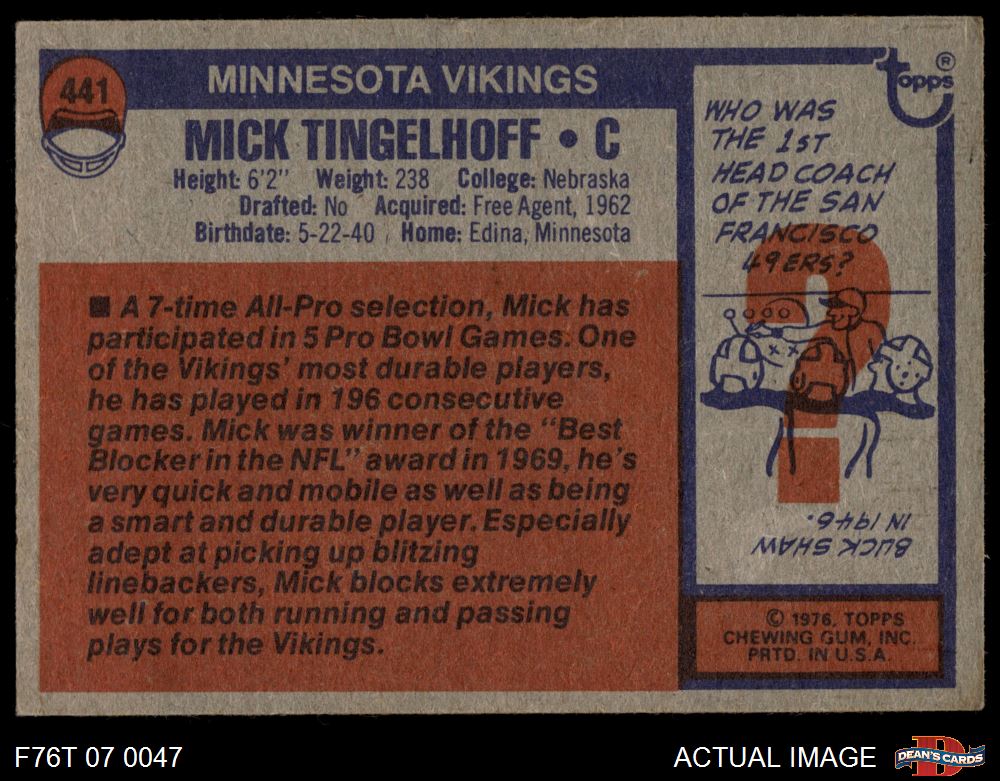 441
MINNESOTA VIKINGS
MICK TINGELHOFF • C
Height: 6'2" Weight: 238 College: Nebraska
Drafted: No Acquired: Free Agent, 1962
Birthdate: 5-22-40 Home: Edina, Minnesota
■ A 7-time All-Pro selection, Mick has
participated in 5 Pro Bowl Games. One
of the Vikings' most durable players,
he has played in 196 consecutive
games. Mick was winner of the "Best
Blocker in the NFL" award in 1969, he's
very quick and mobile as well as being
a smart and durable player. Especially
adept at picking up blitzing
linebackers, Mick blocks extremely
well for both running and passing
plays for the Vikings.
Topps ®
WHO WAS
THE 1ST
HEAD COACH
OF THE SAN
FRANCISCO
49ERS?
?
X X
BUCK SHAW
IN 1946.
© 1976, TOPPS
CHEWING GUM, INC.
PRTD. IN U.S.A.
F76T 07 0047
ACTUAL IMAGE
D
DEAN'S CARDS